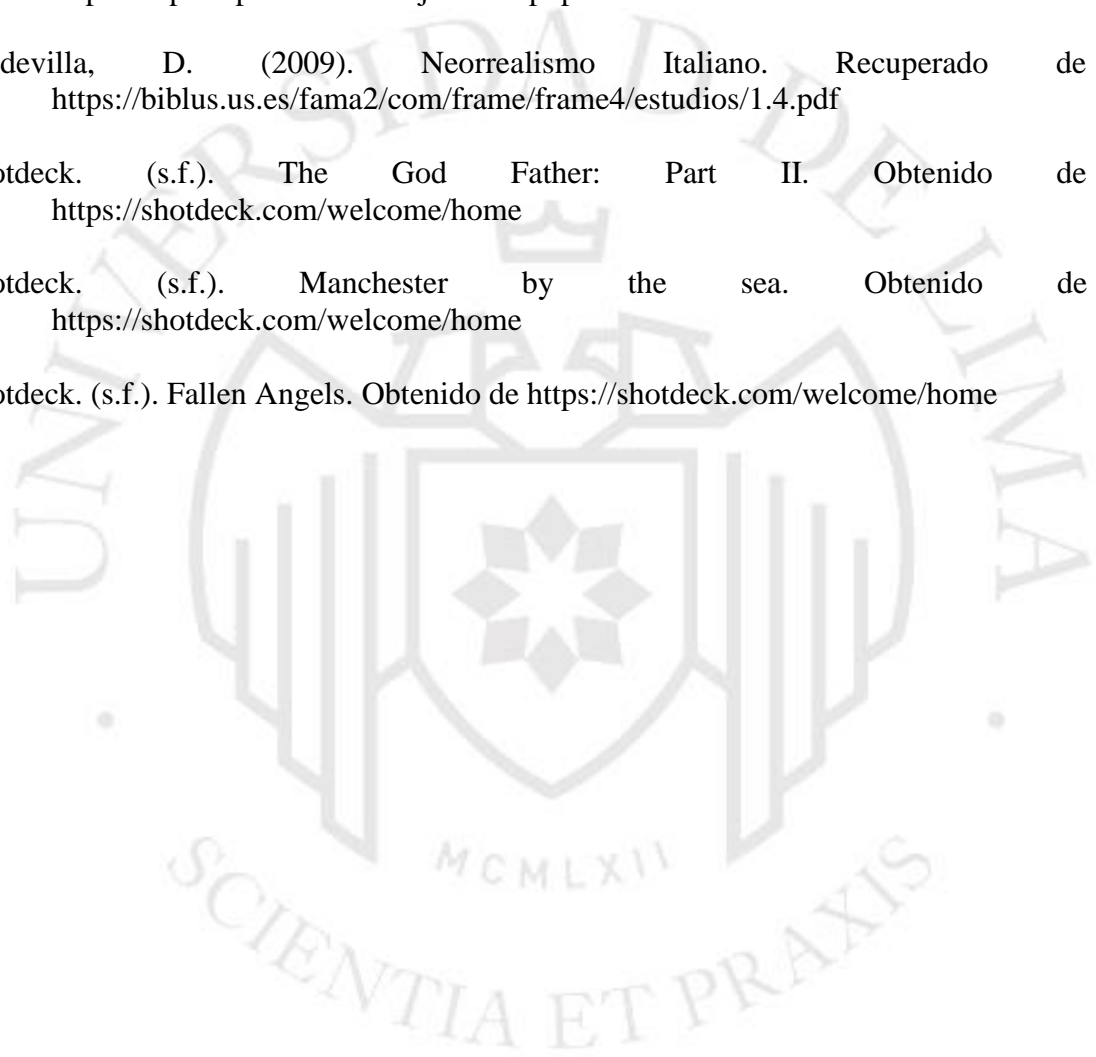 devilla, D. (2009). Neorrealismo Italiano. Recuperado de
https://biblus.us.es/fama2/com/frame/frame4/estudios/1.4.pdf
otdeck. (s.f.). The God Father: Part II. Obtenido de
https://shotdeck.com/welcome/home
otdeck. (s.f.). Manchester by the sea. Obtenido de
https://shotdeck.com/welcome/home
otdeck. (s.f.). Fallen Angels. Obtenido de https://shotdeck.com/welcome/home
UNIVERSIDAD DE LIMA
MCMLXII
SCIENTIA ET PRAXIS